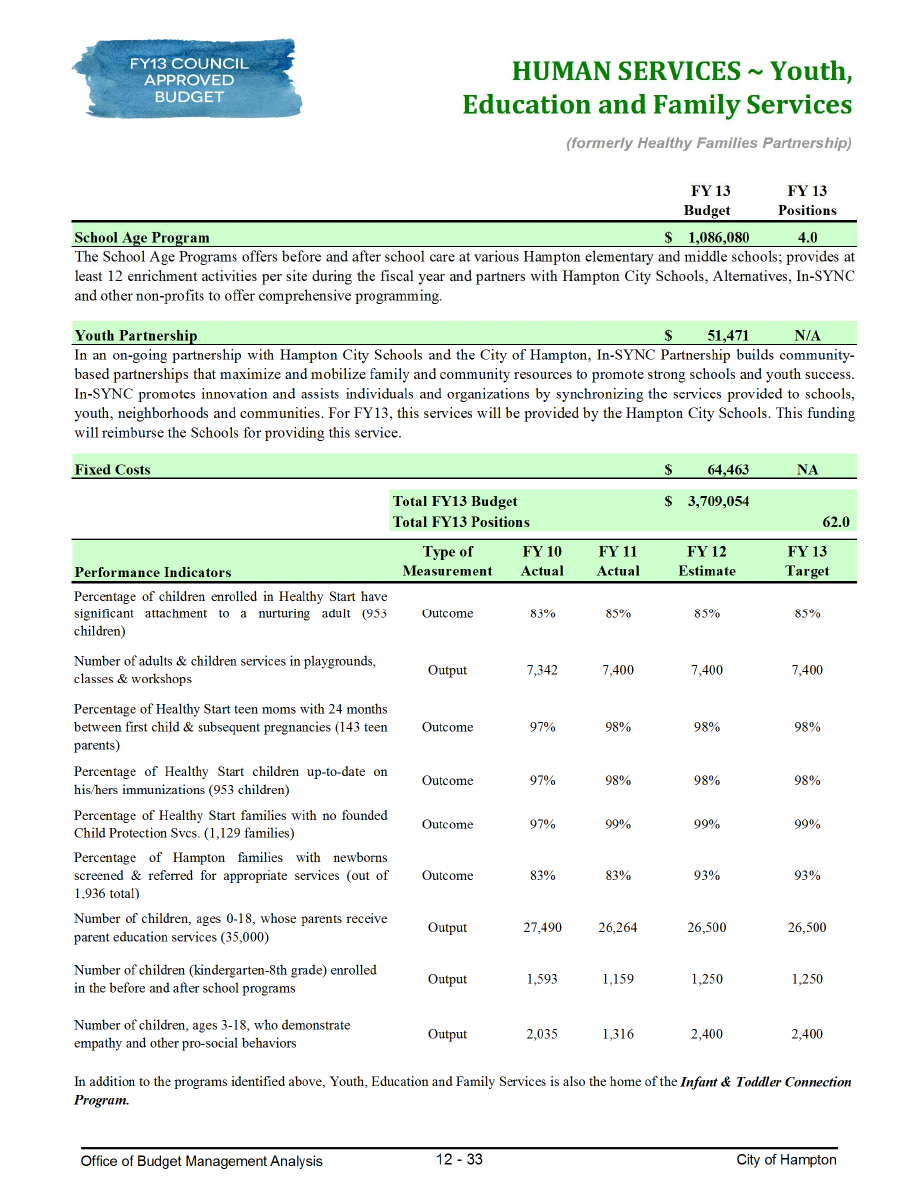 FY13 COUNCIL
APPROVED
BUDGET
HUMAN SERVICES ~ Youth,
Education and Family Services
(formerly Healthy Families Partnership)
FY 13 FY 13
Budget Positions
School Age Program $ 1,086,080 4.0
The School Age Programs offers before and after school care at various Hampton elementary and middle schools; provides at
least 12 enrichment activities per site during the fiscal year and partners with Hampton City Schools, Alternatives, In-SYNC
and other non-profits to offer comprehensive programming.
Youth Partnership $ 51,471 N/A
In an on-going partnership with Hampton City Schools and the City of Hampton, In-SYNC Partnership builds community-
based partnerships that maximize and mobilize family and community resources to promote strong schools and youth success.
In-SYNC promotes innovation and assists individuals and organizations by synchronizing the services provided to schools,
youth, neighborhoods and communities. For FY13, this services will be provided by the Hampton City Schools. This funding
will reimburse the Schools for providing this service.
Fixed Costs $ 64,463 NA
Total FY13 Budget $ 3,709,054
Total FY13 Positions 62.0
Type of FY 10 FY 11 FY 12 FY 13
Performance Indicators Measurement Actual Actual Estimate Target
Percentage of children enrolled in Healthy Start have
significant attachment to a nurturing adult (953 Outcome 83% 85% 85% 85%
children)
Number of adults & children services in playgrounds,
classes & workshops Output 7,342 7,400 7,400 7,400
Percentage of Healthy Start teen moms with 24 months
between first child & subsequent pregnancies (143 teen Outcome 97% 98% 98% 98%
parents)
Percentage of Healthy Start children up-to-date on
his/hers immunizations (953 children) Outcome 97% 98% 98% 98%
Percentage of Healthy Start families with no founded
Child Protection Svcs. (1,129 families) Outcome 97% 99% 99% 99%
Percentage of Hampton families with newborns
screened & referred for appropriate services (out of Outcome 83% 83% 93% 93%
1,936 total)
Number of children, ages 0-18, whose parents receive
parent education services (35,000) Output 27,490 26,264 26,500 26,500
Number of children (kindergarten-8th grade) enrolled
in the before and after school programs Output 1,593 1,159 1,250 1,250
Number of children, ages 3-18, who demonstrate
empathy and other pro-social behaviors Output 2,035 1,316 2,400 2,400
In addition to the programs identified above, Youth, Education and Family Services is also the home of the Infant & Toddler Connection
Program.
Office of Budget Management Analysis 12 - 33 City of Hampton